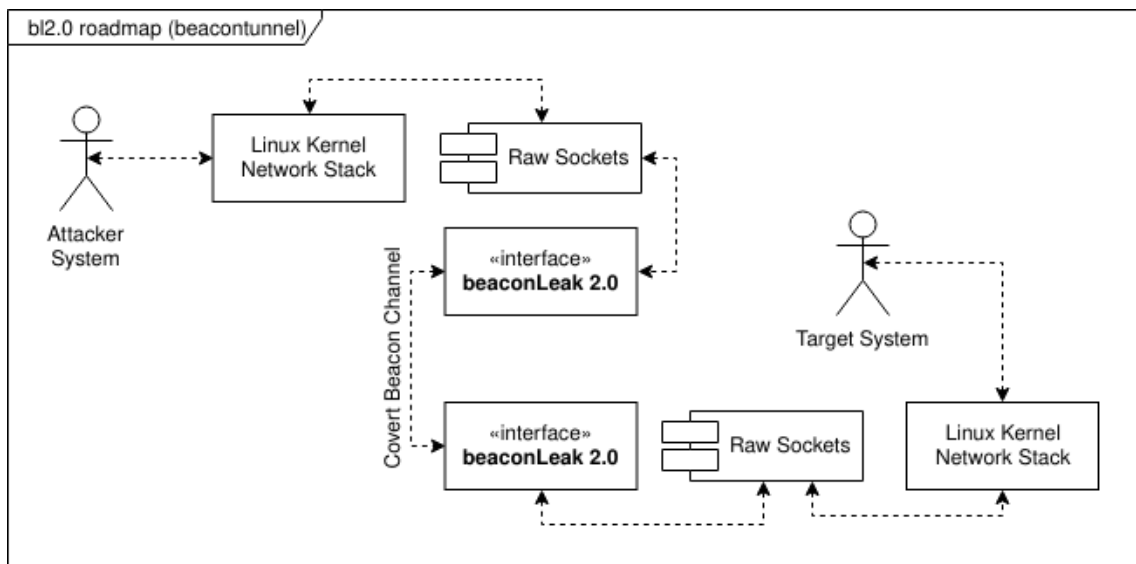 bl2.0 roadmap (beacontunnel)
Linux Kernel
Network Stack
Raw Sockets
Attacker
System
«interface»
beaconLeak 2.0
Covert Beacon Channel
Target System
«interface»
beaconLeak 2.0
Raw Sockets
Linux Kernel
Network Stack